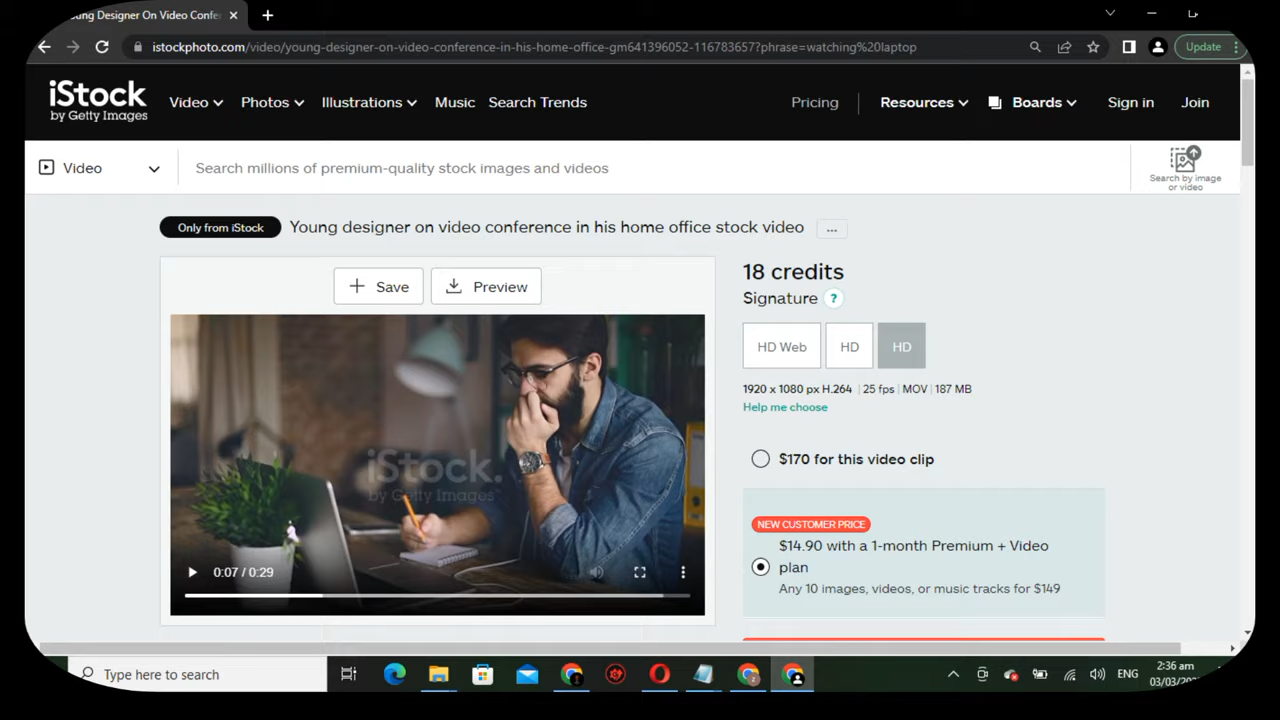 ung Designer On Video Confe
istockphoto.com/video/young-designer-on-video-conference-in-his-home-office-gm641396052-116783657?phrase=watching%20laptop
Update
iStock
by Getty Images
Video Photos Illustrations Music Search Trends
Pricing Resources Boards Sign in Join
Video
Search millions of premium-quality stock images and videos
Search by image
or video
Only from iStock
Young designer on video conference in his home office stock video
...
Save
Preview
18 credits
Signature ?
HD Web
HD
HD
1920 x 1080 px H.264 | 25 fps | MOV | 187 MB
Help me choose
iStock.
by Getty Images
0:07 / 0:29
$170 for this video clip
NEW CUSTOMER PRICE
$14.90 with a 1-month Premium + Video
plan
Any 10 images, videos, or music tracks for $149
Type here to search
ENG
2:36 am
03/03/20